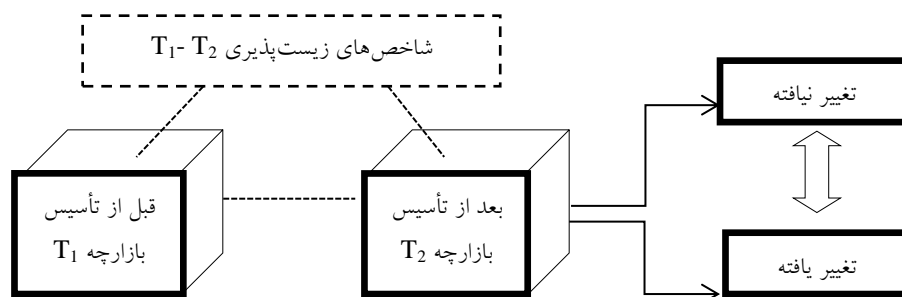 شاخص‌های زیست‌پذیری T1- T2
تغییر نیافته
قبل از تأسیس
بازارچه T1
بعد از تأسیس
بازارچه T2
تغییر یافته